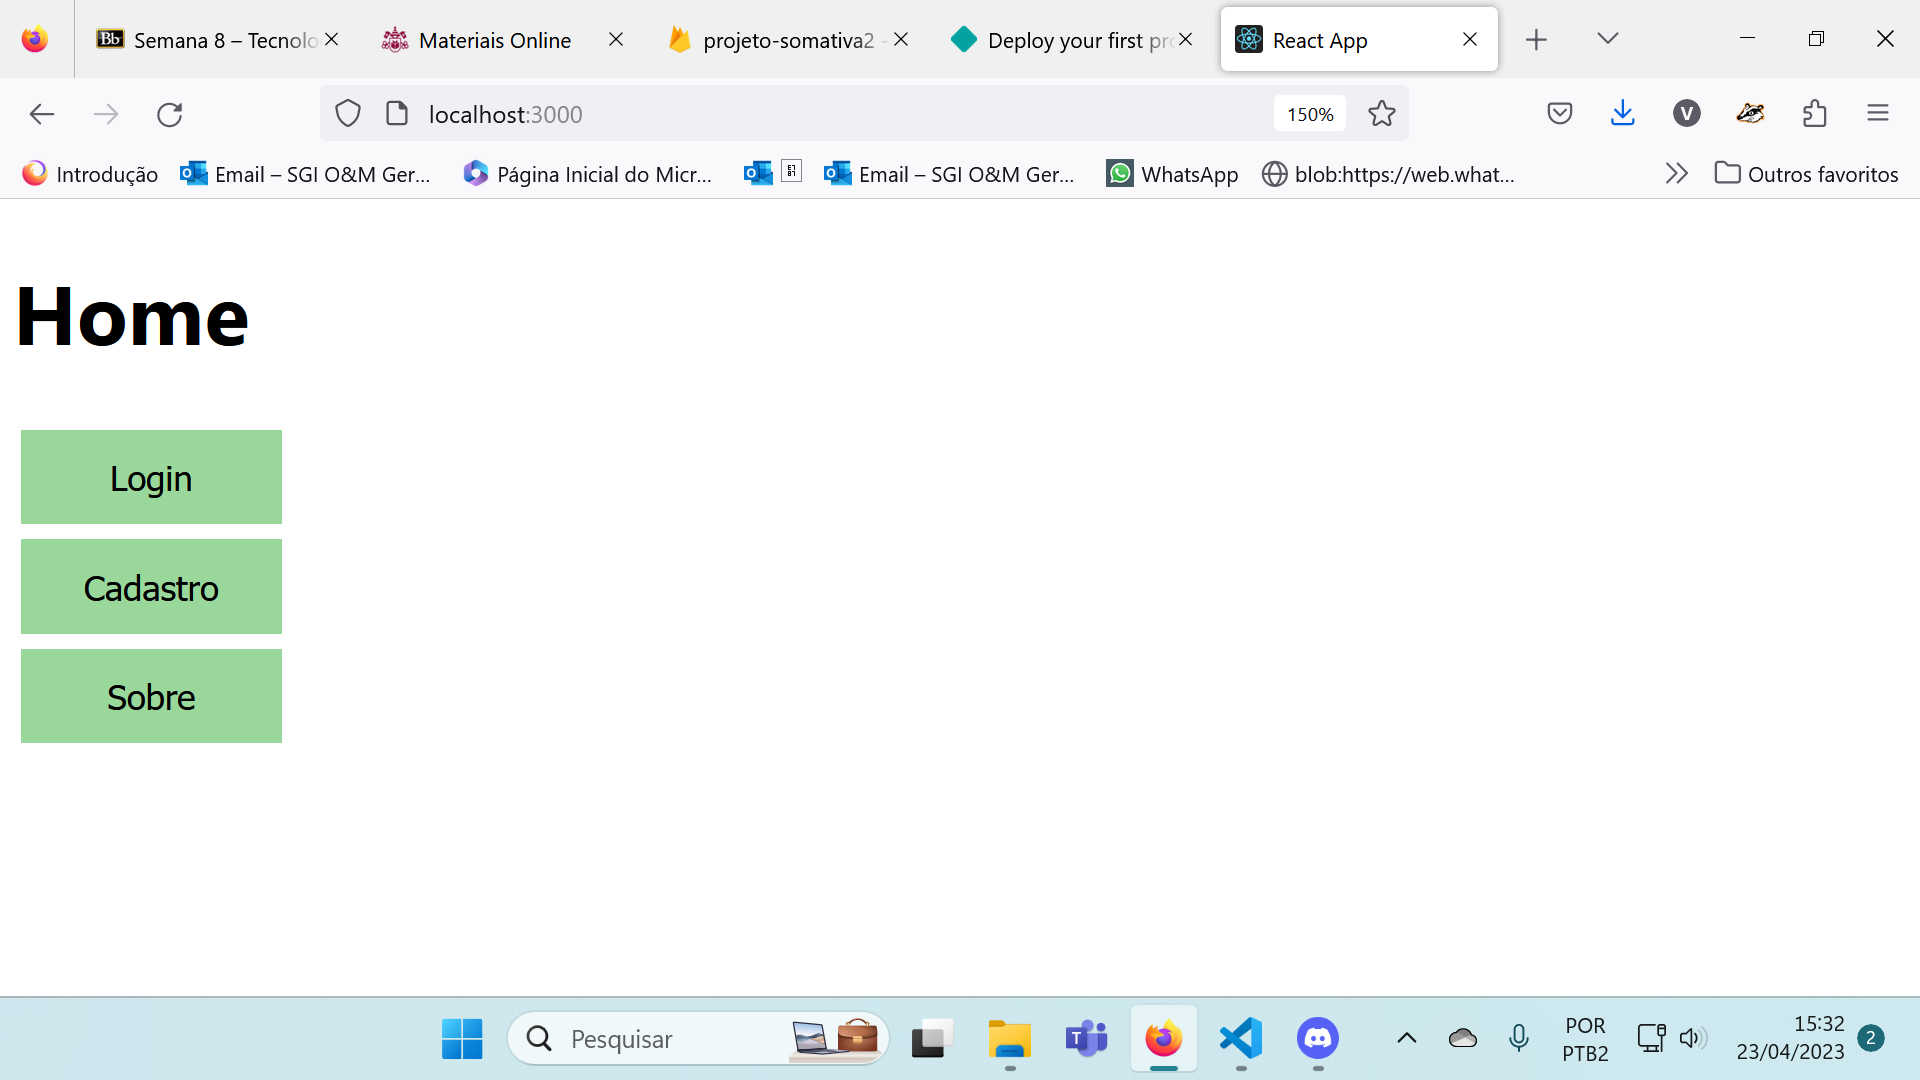 Semana 8 – Tecnolo
Materiais Online
projeto-somativa2 -
Deploy your first pro
React App
localhost:3000
150%
V
Introdução
Email – SGI O&M Ger...
Página Inicial do Micr...
Email – SGI O&M Ger...
WhatsApp
blob:https://web.what...
Outros favoritos
Home
Login
Cadastro
Sobre
Pesquisar
POR
PTB2
15:32
23/04/2023
2